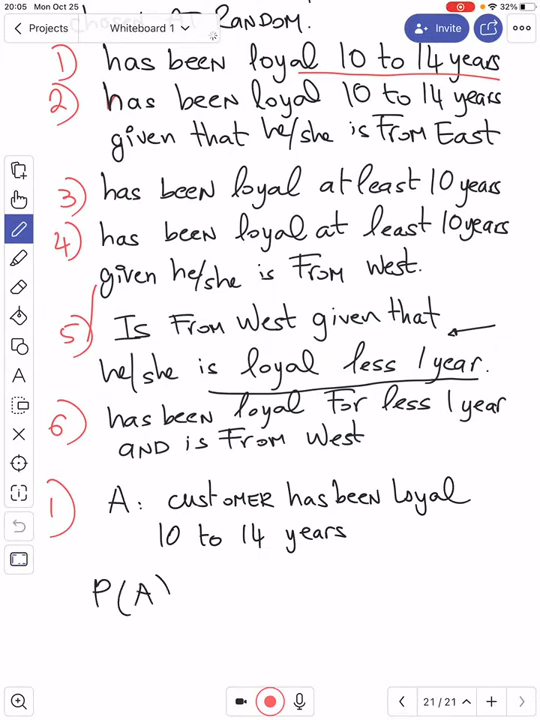 20:05 Mon Oct 25
32%
Projects
Whiteboard 1
Invite
AT RANDOM.
1) has been loyal 10 to 14 years
2) has been loyal 10 to 14 years
given that he/she is From East
3) has been loyal at least 10 years
4) has been loyal at least 10 years
given he/she is From West.
5) Is From West given that
he/she is loyal less 1 year.
6) has been loyal For less 1 year
AND is From West
1) A: customer has been loyal
10 to 14 years
P(A)
A
21/21